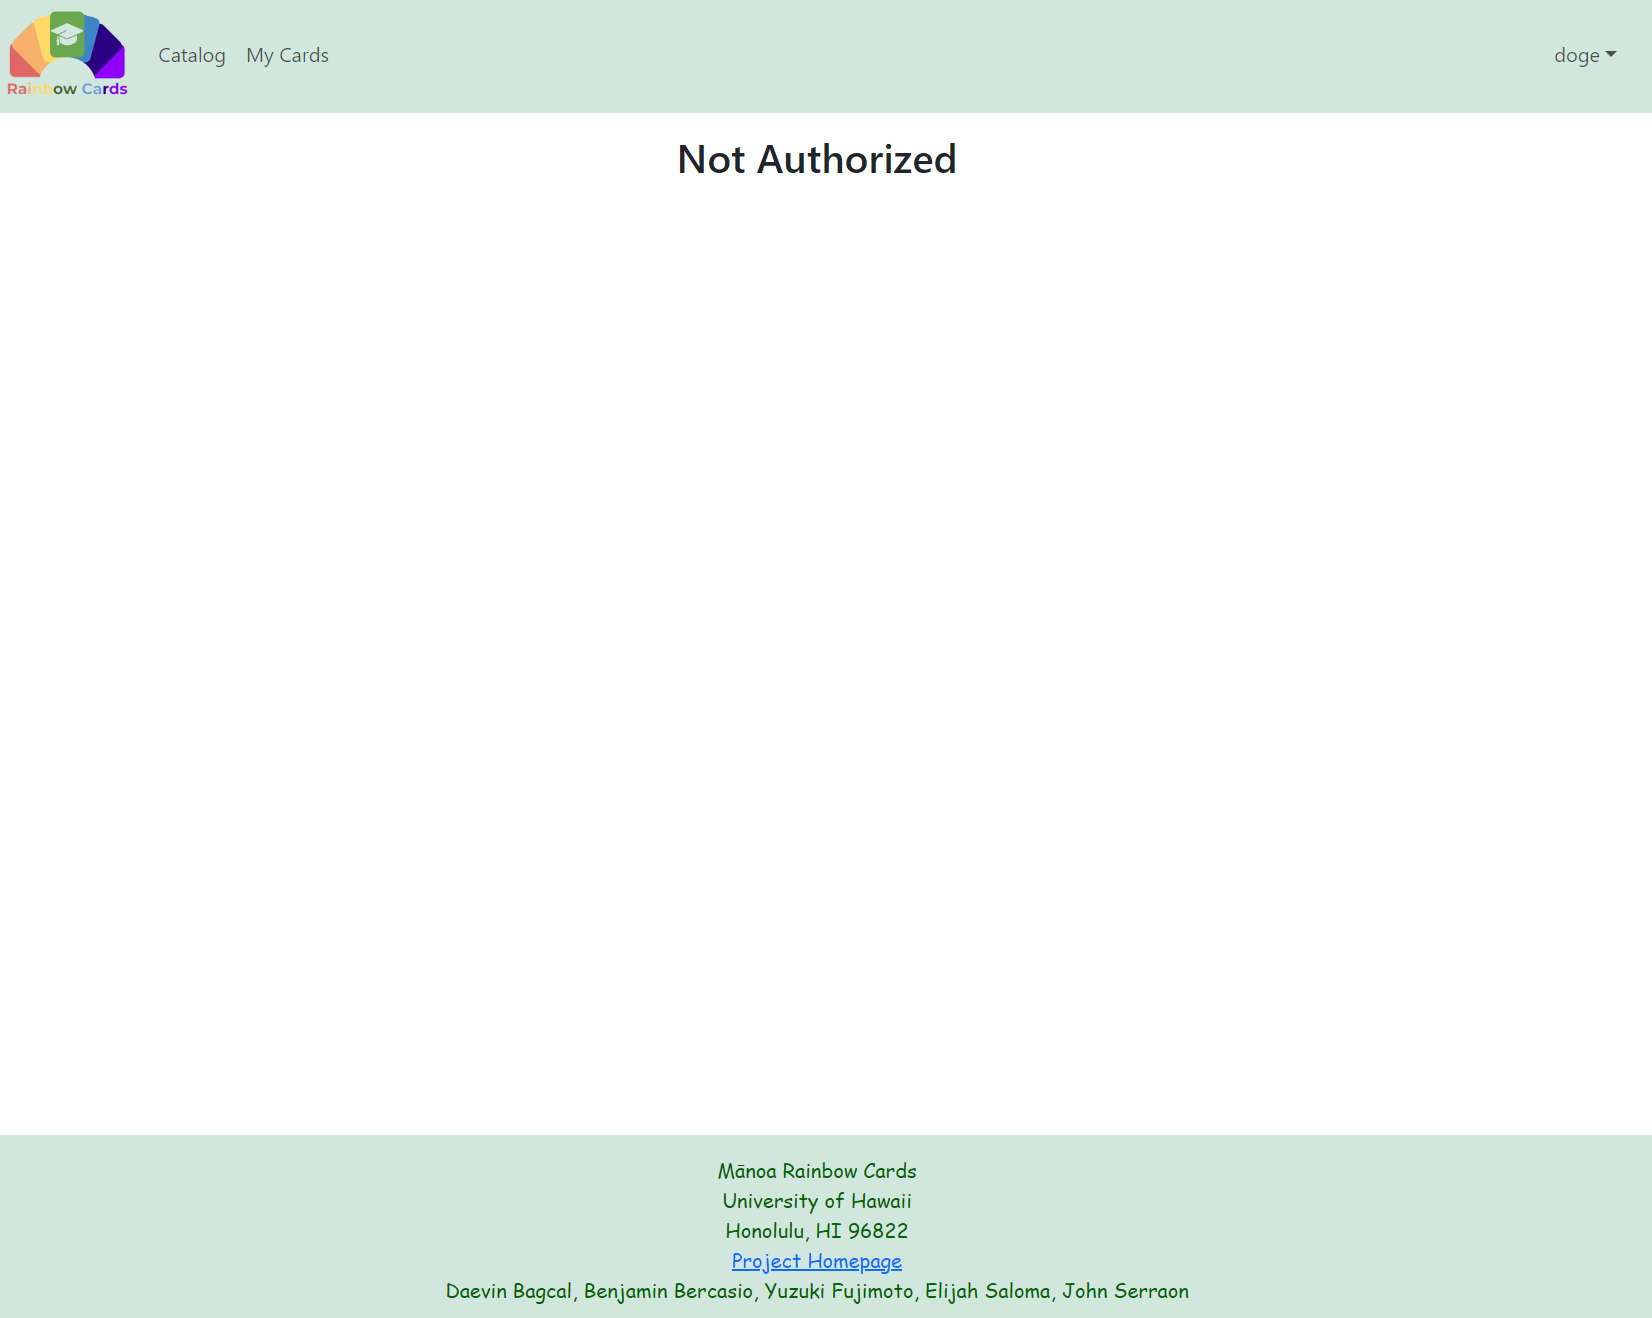 Rainbow Cards
Catalog My Cards doge
Not Authorized
Mānoa Rainbow Cards
University of Hawaii
Honolulu, HI 96822
Project Homepage
Daevin Bagcal, Benjamin Bercasio, Yuzuki Fujimoto, Elijah Saloma, John Serraon